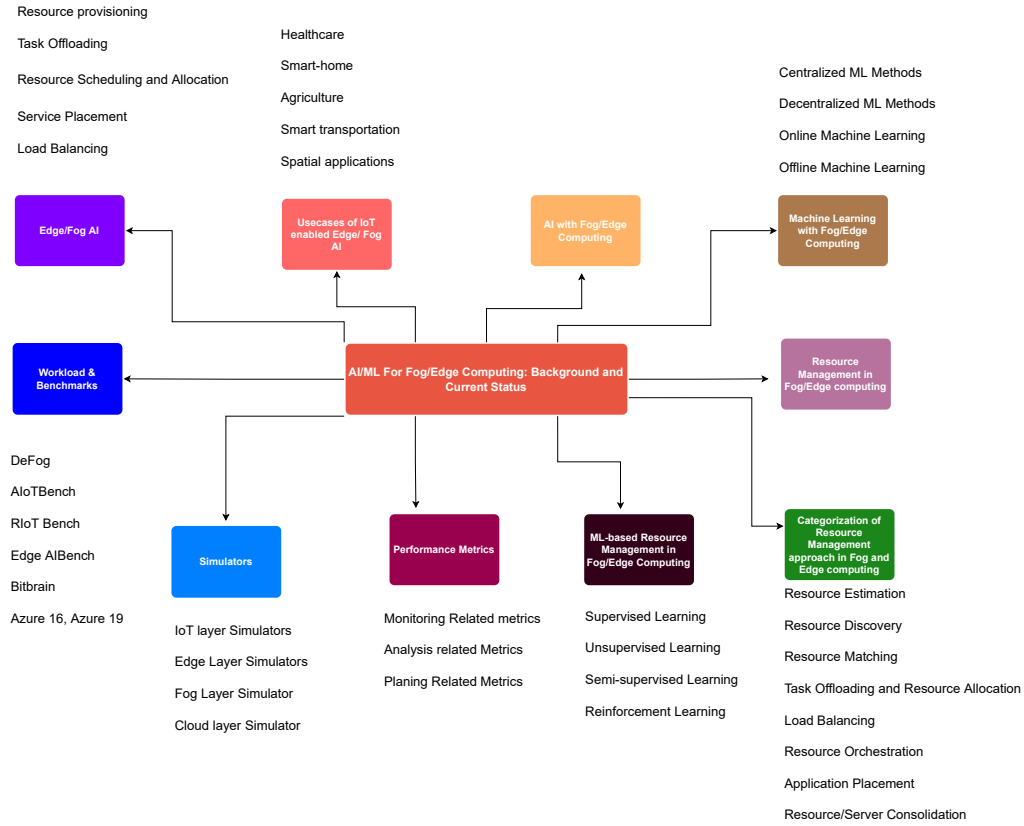 Resource provisioning
Task Offloading
Resource Scheduling and Allocation
Service Placement
Load Balancing
Healthcare
Smart-home
Agriculture
Smart transportation
Spatial applications
Centralized ML Methods
Decentralized ML Methods
Online Machine Learning
Offline Machine Learning
Edge/Fog AI
Usecases of IoT
enabled Edge/ Fog
AI
AI with Fog/Edge
Computing
Machine Learning
with Fog/Edge
Computing
Workload &
Benchmarks
AI/ML For Fog/Edge Computing: Background and
Current Status
Resource
Management in
Fog/Edge computing
DeFog
AIoTBench
RIoT Bench
Edge AIBench
Bitbrain
Azure 16, Azure 19
Simulators
IoT layer Simulators
Edge Layer Simulators
Fog Layer Simulator
Cloud layer Simulator
Performance Metrics
Monitoring Related metrics
Analysis related Metrics
Planing Related Metrics
ML-based Resource
Management in
Fog/Edge Computing
Supervised Learning
Unsupervised Learning
Semi-supervised Learning
Reinforcement Learning
Categorization of
Resource
Management
approach in Fog and
Edge computing
Resource Estimation
Resource Discovery
Resource Matching
Task Offloading and Resource Allocation
Load Balancing
Resource Orchestration
Application Placement
Resource/Server Consolidation